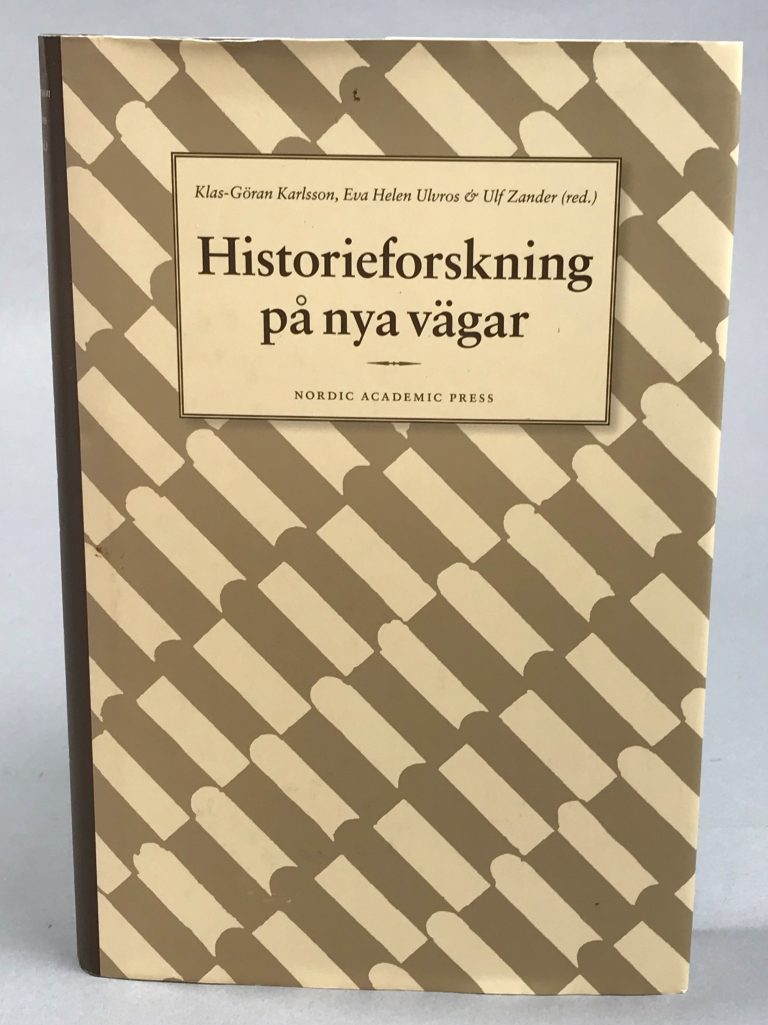 Klas-Göran Karlsson, Eva Helen Ulvros & Ulf Zander (red.)
Historieforskning
på nya vägar
NORDIC ACADEMIC PRESS